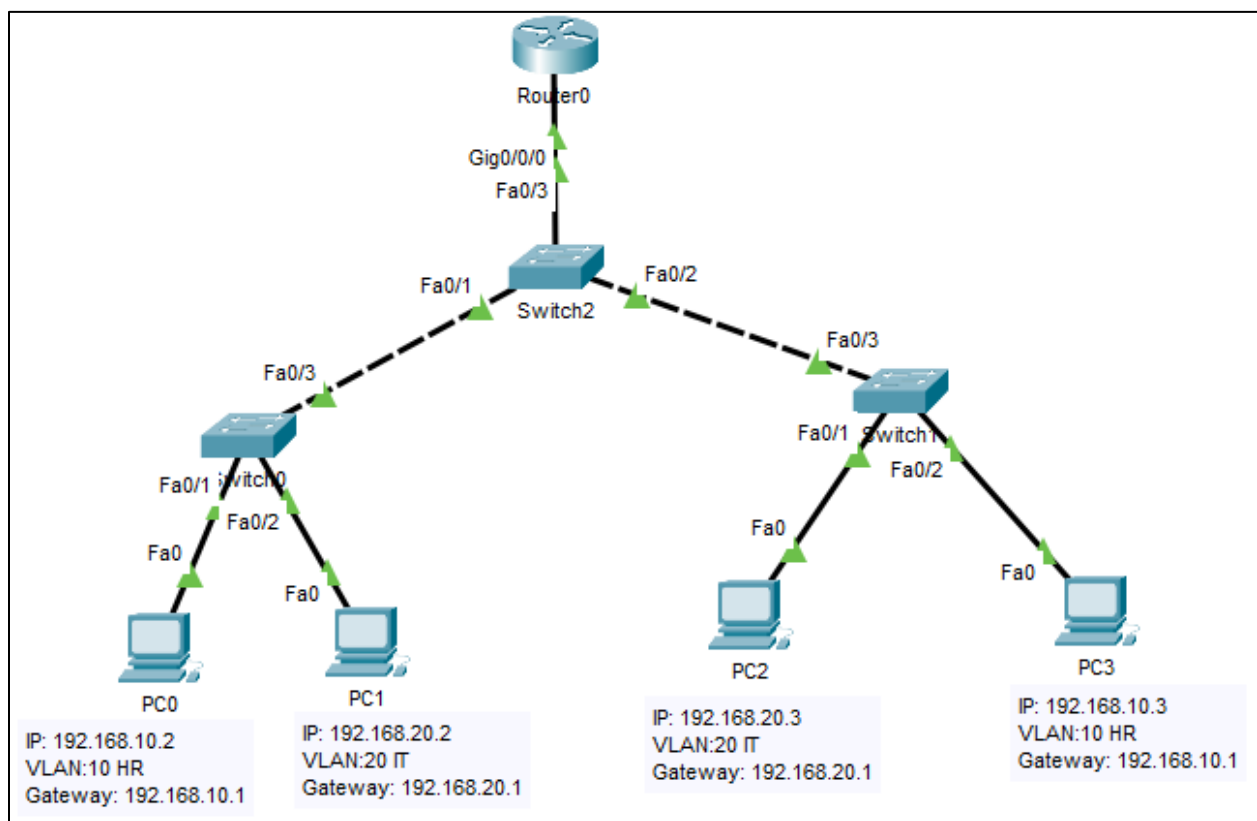 Router0
Gig0/0/0
Fa0/3
Fa0/1
Fa0/2
Switch2
Fa0/3
Fa0/3
Switch0
Switch1
Fa0/1
Fa0/2
Fa0/1
Fa0/2
Fa0
Fa0
Fa0
Fa0
PC0
PC1
PC2
PC3
IP: 192.168.10.2
VLAN:10 HR
Gateway: 192.168.10.1
IP: 192.168.20.2
VLAN:20 IT
Gateway: 192.168.20.1
IP: 192.168.20.3
VLAN:20 IT
Gateway: 192.168.20.1
IP: 192.168.10.3
VLAN:10 HR
Gateway: 192.168.10.1